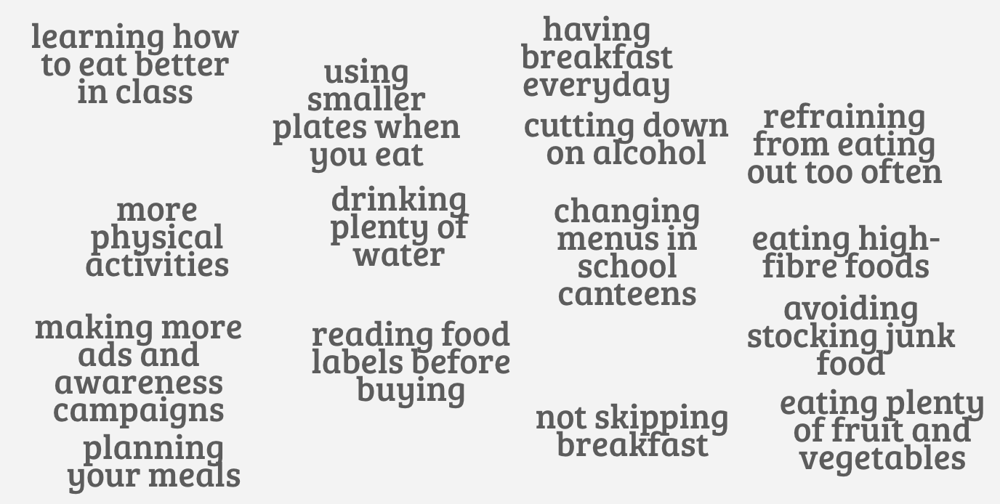 learning how
to eat better
in class
using
smaller
plates when
you eat
having
breakfast
everyday
cutting down
on alcohol
refraining
from eating
out too often
more
physical
activities
drinking
plenty of
water
changing
menus in
school
canteens
eating high-
fibre foods
making more
ads and
awareness
campaigns
reading food
labels before
buying
avoiding
stocking junk
food
planning
your meals
not skipping
breakfast
eating plenty
of fruit and
vegetables